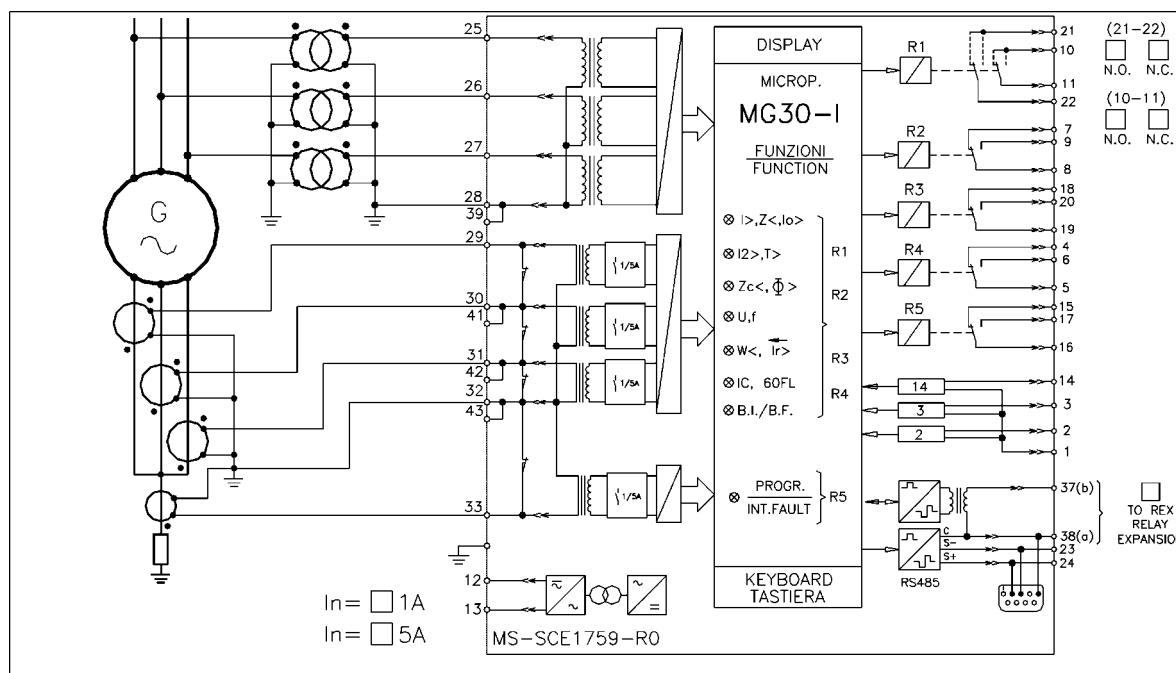 25
26
27
28
39
29
30
41
31
42
32
43
33
12
13
G
In= 1A
In= 5A
MS-SCE1759-R0
1/5A
1/5A
1/5A
1/5A
DISPLAY
MICROP.
MG30-I
FUNZIONI
FUNCTION
I>,Z<,Io>
I2>,T>
Zc<,Φ>
U,f
W<, Ir>
IC, 60FL
B.I./B.F.
R1
R2
R3
R4
PROGR.
INT.FAULT
R5
KEYBOARD
TASTIERA
R1
R2
R3
R4
R5
14
3
2
C
S-
S+
RS485
21
10
11
22
7
9
8
18
20
19
4
6
5
15
17
16
14
3
2
1
37(b)
38(a)
23
24
(21-22)
N.O. N.C.
(10-11)
N.O. N.C.
TO REX
RELAY
EXPANSIO